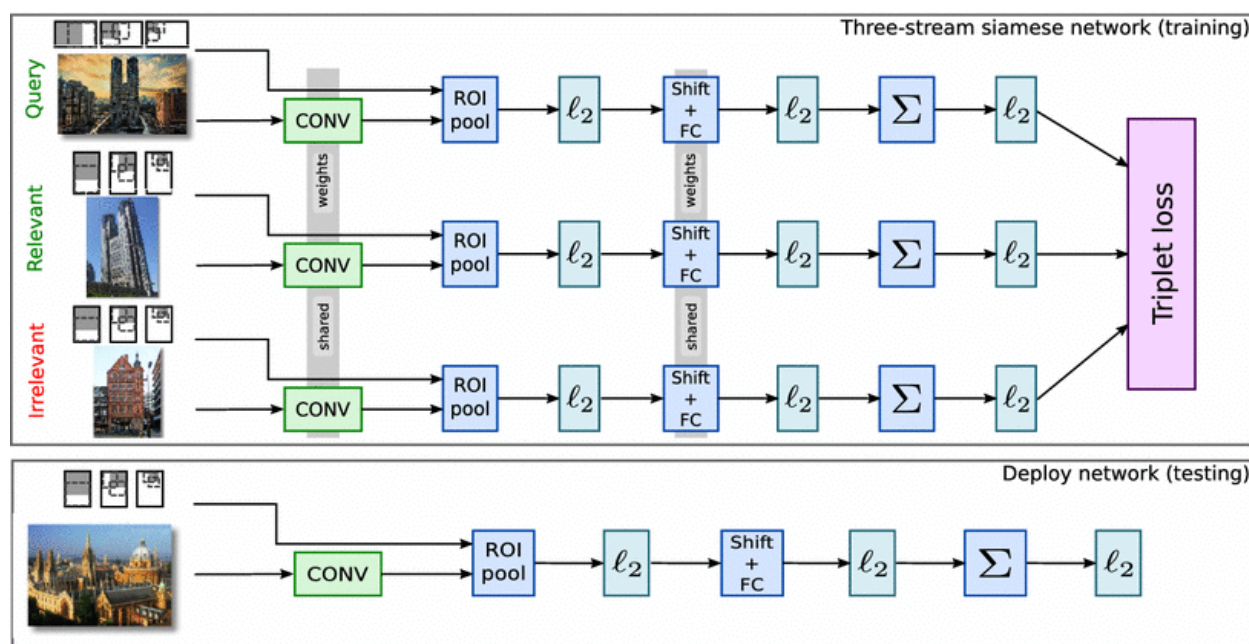 Three-stream siamese network (training)
Query
CONV
ROI
pool
ℓ2
Shift
+
FC
ℓ2
Σ
ℓ2
weights
weights
Relevant
CONV
ROI
pool
ℓ2
Shift
+
FC
ℓ2
Σ
ℓ2
Triplet loss
shared
shared
Irrelevant
CONV
ROI
pool
ℓ2
Shift
+
FC
ℓ2
Σ
ℓ2
Deploy network (testing)
CONV
ROI
pool
ℓ2
Shift
+
FC
ℓ2
Σ
ℓ2